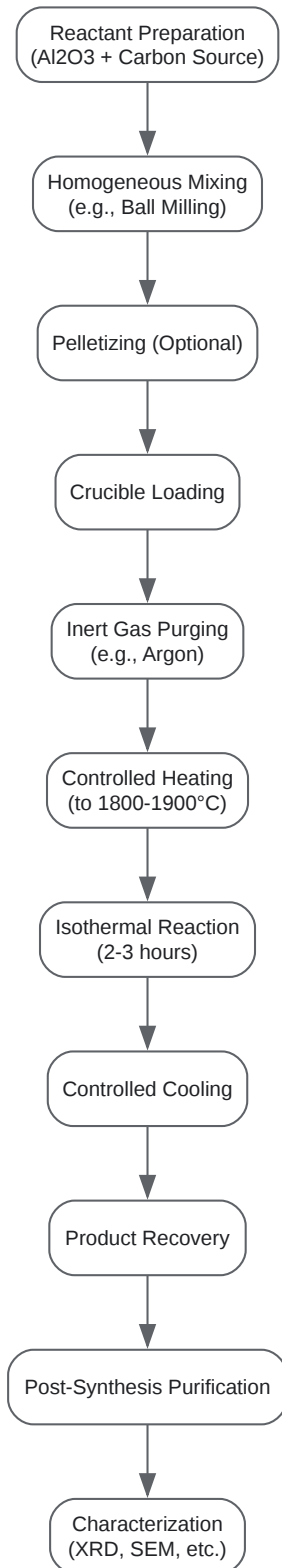 Reactant Preparation
(Al2O3 + Carbon Source)
Homogeneous Mixing
(e.g., Ball Milling)
Pelletizing (Optional)
Crucible Loading
Inert Gas Purging
(e.g., Argon)
Controlled Heating
(to 1800-1900°C)
Isothermal Reaction
(2-3 hours)
Controlled Cooling
Product Recovery
Post-Synthesis Purification
Characterization
(XRD, SEM, etc.)